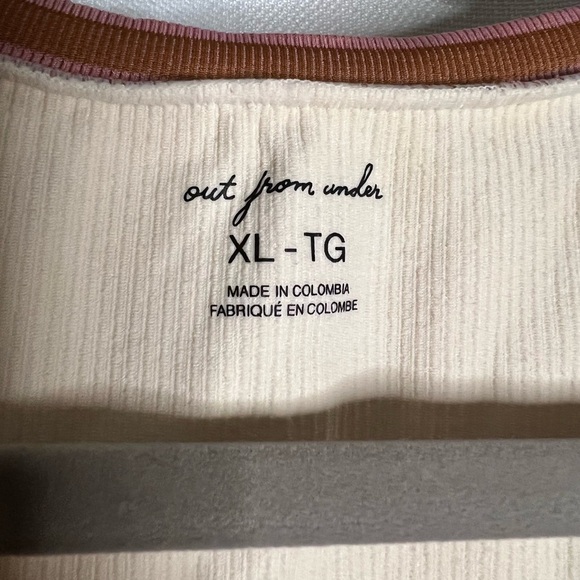 out from under
XL - TG
MADE IN COLOMBIA
FABRIQUÉ EN COLOMBE